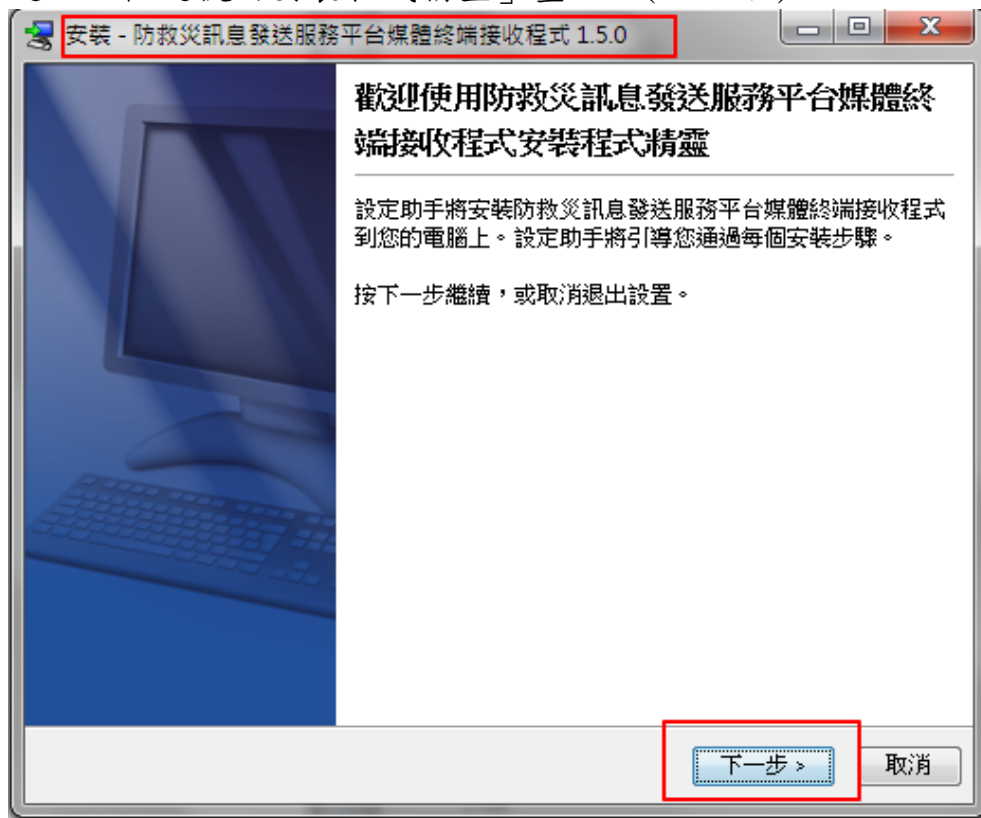 安裝 - 防救災訊息發送服務平台媒體終端接收程式 1.5.0
歡迎使用防救災訊息發送服務平台媒體終
端接收程式安裝程式精靈
設定助手將安裝防救災訊息發送服務平台媒體終端接收程式
到您的電腦上。設定助手將引導您通過每個安裝步驟。
按下一步繼續，或取消退出設置。
下一步 >
取消